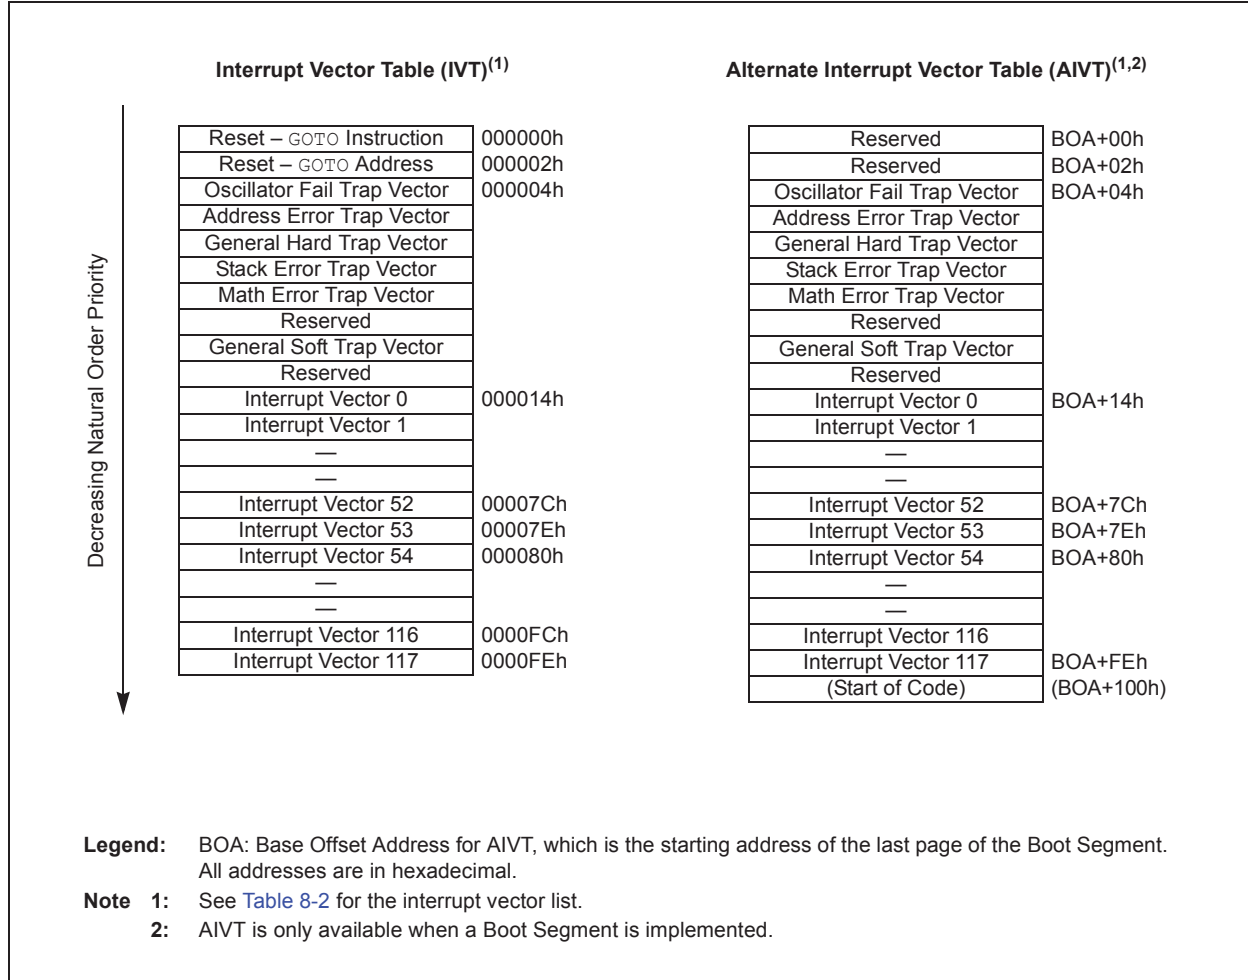 Interrupt Vector Table (IVT)(1)
Decreasing Natural Order Priority
Reset – GOTO Instruction 000000h
Reset – GOTO Address 000002h
Oscillator Fail Trap Vector 000004h
Address Error Trap Vector
General Hard Trap Vector
Stack Error Trap Vector
Math Error Trap Vector
Reserved
General Soft Trap Vector
Reserved
Interrupt Vector 0 000014h
Interrupt Vector 1
—
—
Interrupt Vector 52 00007Ch
Interrupt Vector 53 00007Eh
Interrupt Vector 54 000080h
—
—
Interrupt Vector 116 0000FCh
Interrupt Vector 117 0000FEh
Alternate Interrupt Vector Table (AIVT)(1,2)
Reserved BOA+00h
Reserved BOA+02h
Oscillator Fail Trap Vector BOA+04h
Address Error Trap Vector
General Hard Trap Vector
Stack Error Trap Vector
Math Error Trap Vector
Reserved
General Soft Trap Vector
Reserved
Interrupt Vector 0 BOA+14h
Interrupt Vector 1
—
—
Interrupt Vector 52 BOA+7Ch
Interrupt Vector 53 BOA+7Eh
Interrupt Vector 54 BOA+80h
—
—
Interrupt Vector 116
Interrupt Vector 117 BOA+FEh
(Start of Code) (BOA+100h)
Legend: BOA: Base Offset Address for AIVT, which is the starting address of the last page of the Boot Segment.
All addresses are in hexadecimal.
Note 1: See Table 8-2 for the interrupt vector list.
2: AIVT is only available when a Boot Segment is implemented.